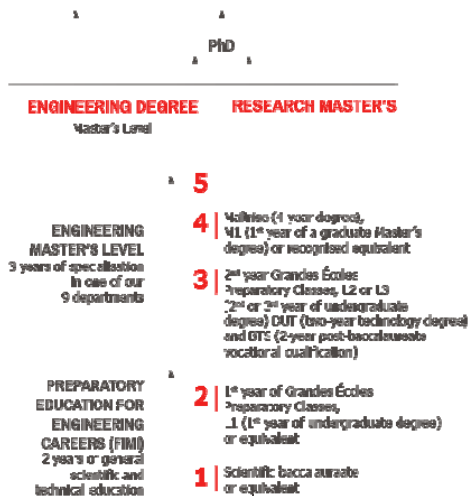 PhD
ENGINEERING DEGREE
Master's Level
RESEARCH MASTER'S
5
ENGINEERING
MASTER'S LEVEL
3 years of specialisation
in one of our
9 departments
4
Maîtrise (4 year degree),
M1 (1st year of a graduate Master's
degree) or recognised equivalent
3
2nd year Grandes Écoles
Preparatory Classes, L2 or L3
(2nd or 3rd year of undergraduate
degree) DUT (two-year technology degree)
and BTS (2-year post-baccalaureate
vocational qualification)
PREPARATORY
EDUCATION FOR
ENGINEERING
CAREERS (FIMI)
2 years of general
scientific and
technical education
2
1st year of Grandes Écoles
Preparatory Classes,
L1 (1st year of undergraduate degree)
or equivalent
1
Scientific baccalaureate
or equivalent